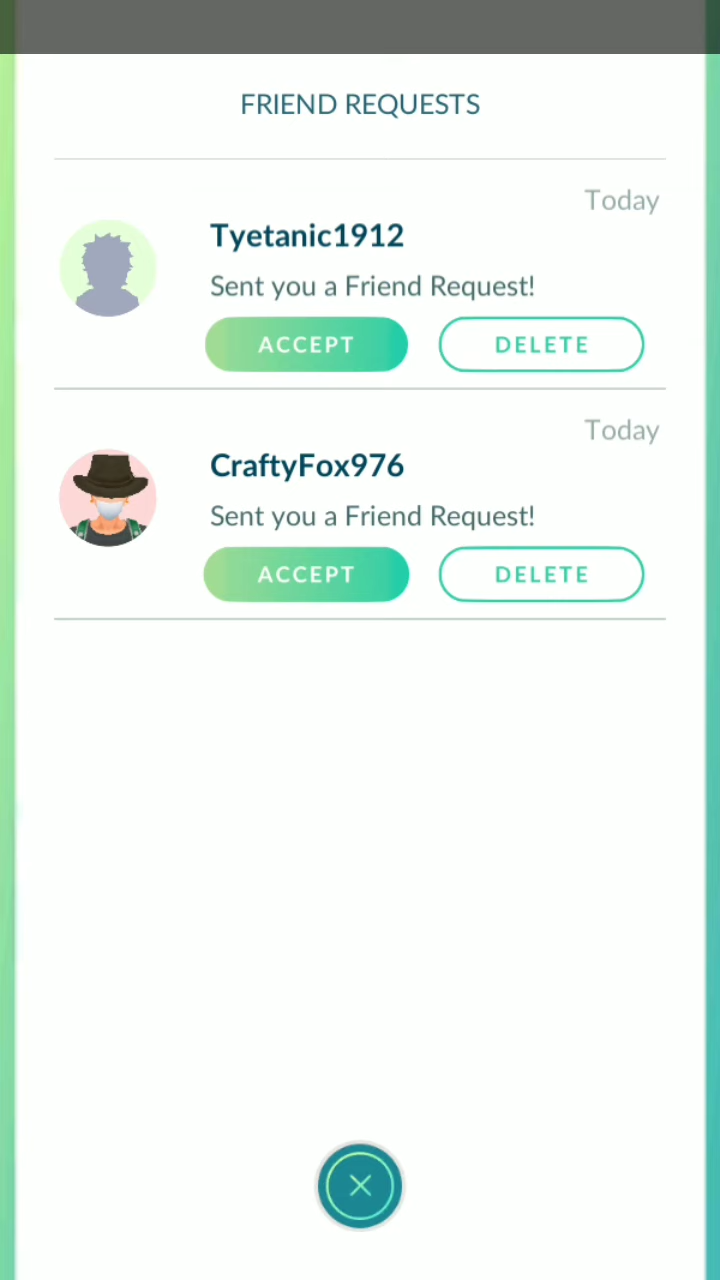 FRIEND REQUESTS
Today
Tyetanic1912
Sent you a Friend Request!
ACCEPT DELETE
Today
CraftyFox976
Sent you a Friend Request!
ACCEPT DELETE